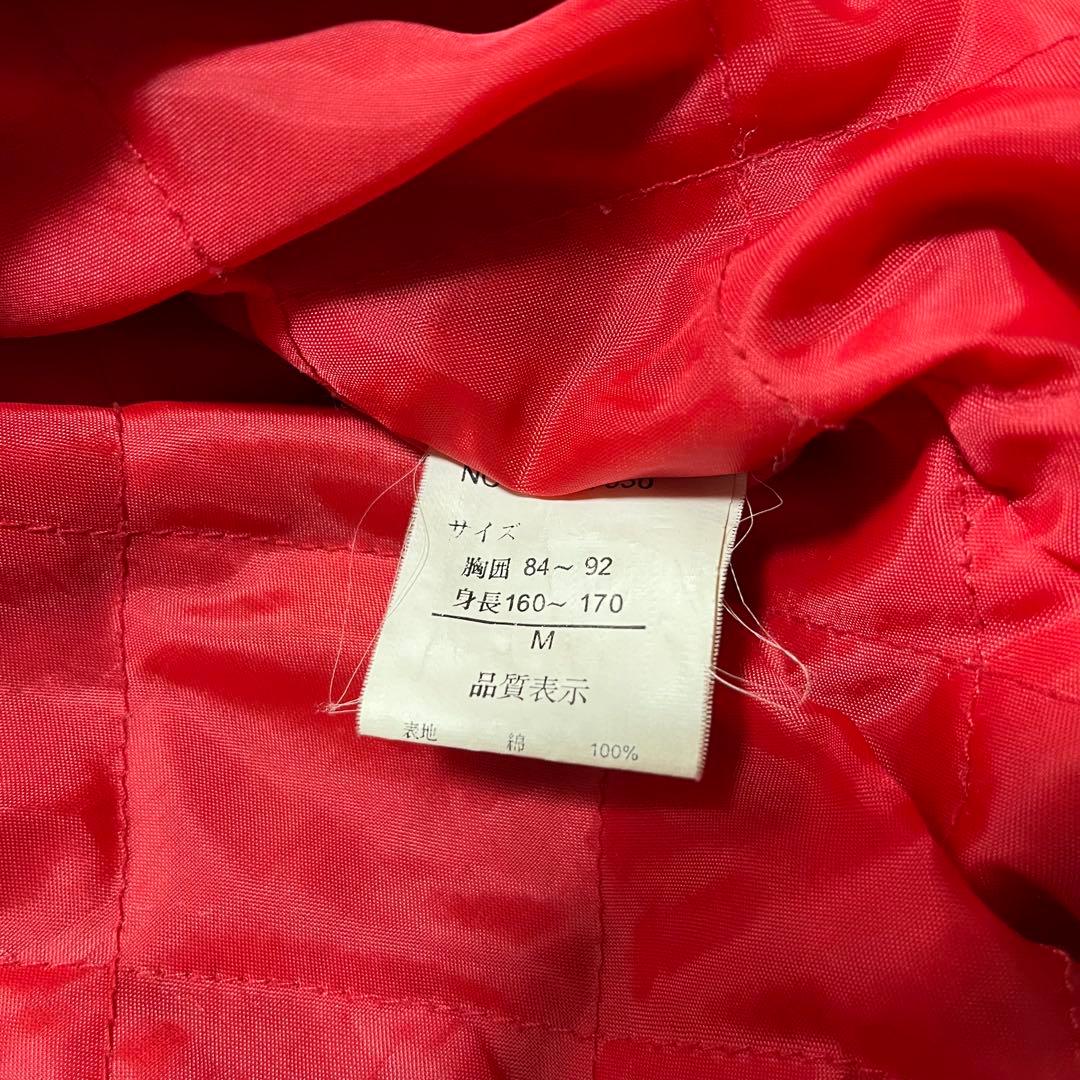 サイズ
胸囲 84～ 92
身長160～ 170
M
品質表示
表地 綿 100%